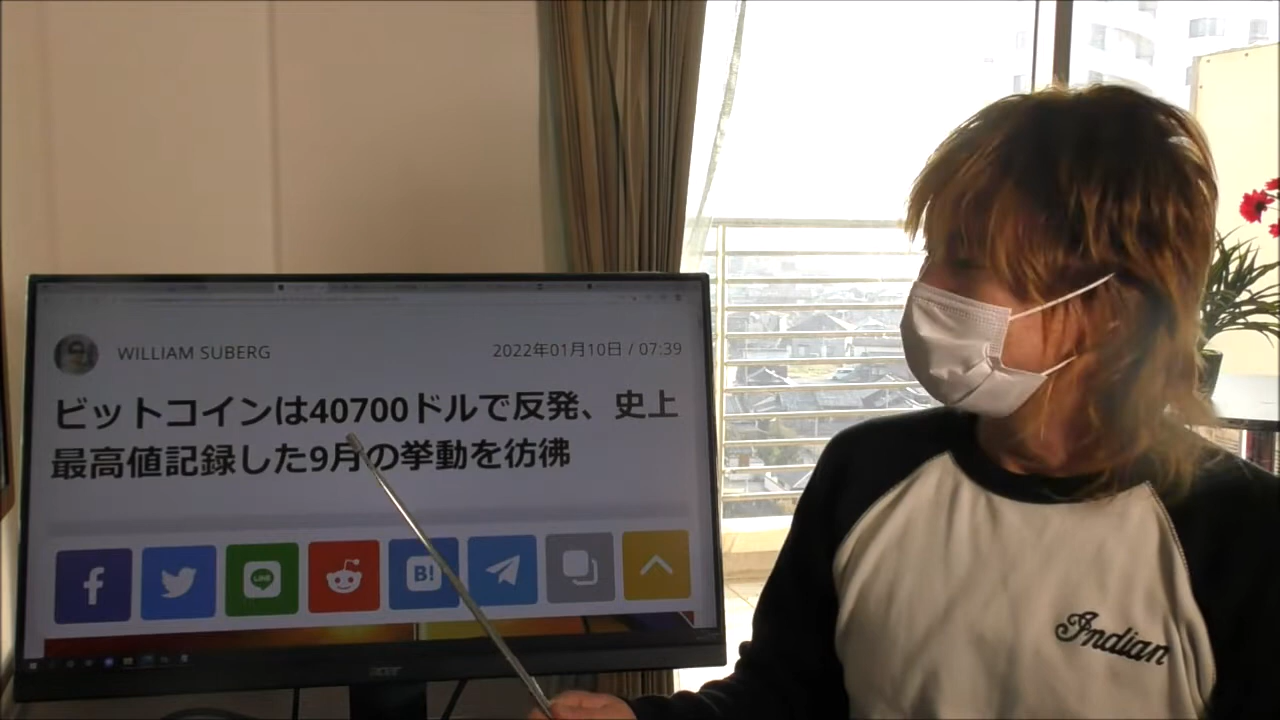 WILLIAM SUBERG
2022年01月10日 / 07:39
ビットコインは40700ドルで反発、史上
最高値記録した9月の挙動を彷彿
f
LINE
B!
acer
Indian